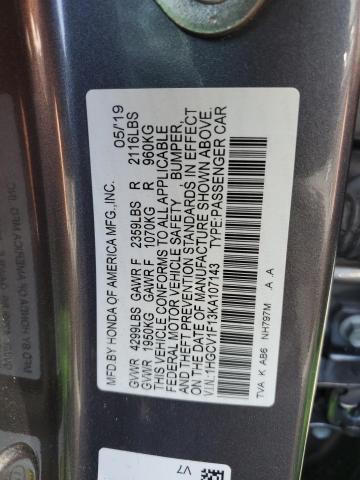 MFD.BY HONDA OF AMERICA MFG.,INC. 05/'19
GVWR 4299LBS GAWR F 2359LBS R 2116LBS
GVWR 1950KG GAWR F 1070KG R 960KG
THIS VEHICLE CONFORMS TO ALL APPLICABLE
FEDERAL MOTOR VEHICLE SAFETY , BUMPER,
AND THEFT PREVENTION STANDARDS IN EFFECT
ON THE DATE OF MANUFACTURE SHOWN ABOVE.
V.I.N.:1HGCV1F13KA107143 TYPE:PASSENGER CAR
TVA K AB6 NH797M A .A
V7